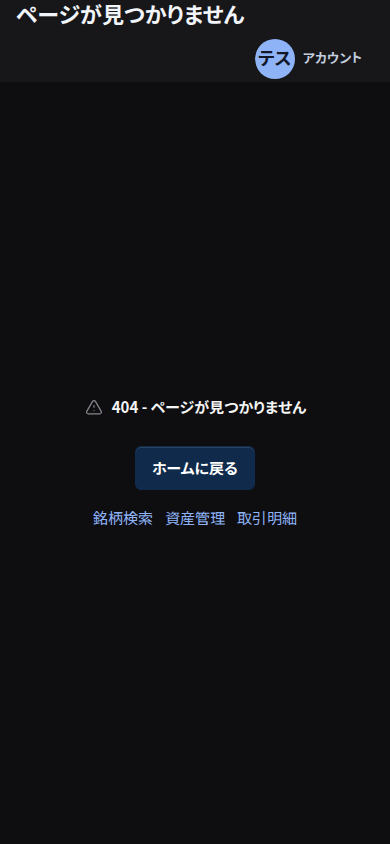 ページが見つかりません
テス アカウント
404 - ページが見つかりません
ホームに戻る
銘柄検索 資産管理 取引明細